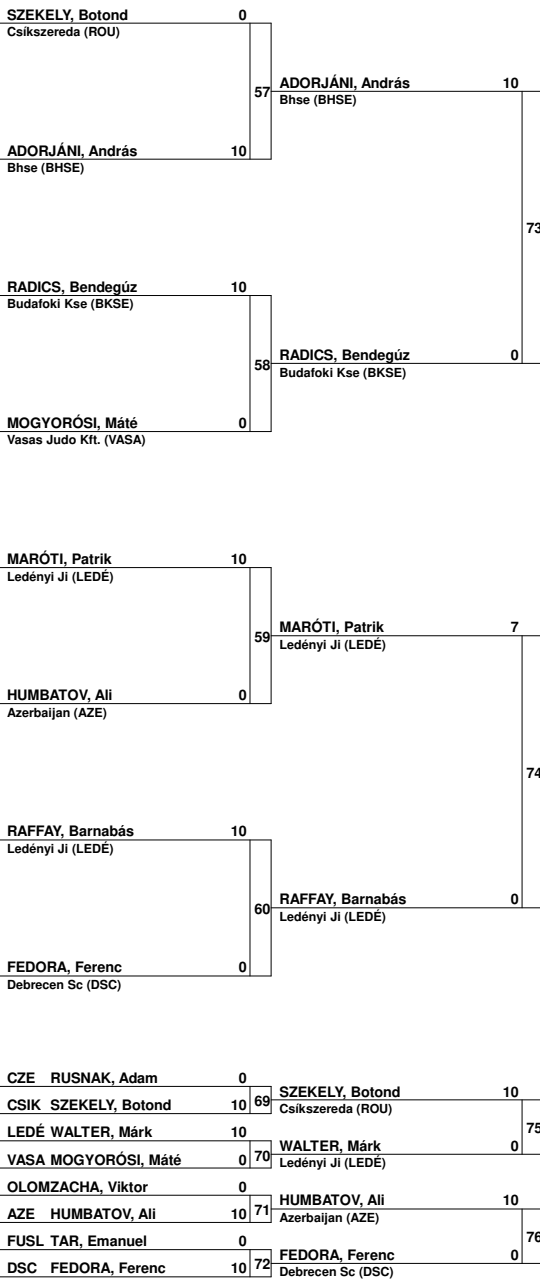 SZEKELY, Botond 0
Csíkszereda (ROU)
57 ADORJÁNI, András 10
Bhse (BHSE)
ADORJÁNI, András 10
Bhse (BHSE)
73
RADICS, Bendegúz 10
Budafoki Kse (BKSE)
58 RADICS, Bendegúz 0
Budafoki Kse (BKSE)
MOGYORÓSI, Máté 0
Vasas Judo Kft. (VASA)
MARÓTI, Patrik 10
Ledényi Ji (LEDÉ)
59 MARÓTI, Patrik 7
Ledényi Ji (LEDÉ)
HUMBATOV, Ali 0
Azerbaijan (AZE)
74
RAFFAY, Barnabás 10
Ledényi Ji (LEDÉ)
60 RAFFAY, Barnabás 0
Ledényi Ji (LEDÉ)
FEDORA, Ferenc 0
Debrecen Sc (DSC)
CZE RUSNAK, Adam 0
69 SZEKELY, Botond 10
CSIK SZEKELY, Botond 10
Csíkszereda (ROU)
LEDÉ WALTER, Márk 10
75
70 WALTER, Márk 0
VASA MOGYORÓSI, Máté 0
Ledényi Ji (LEDÉ)
OLOMZACHA, Viktor 0
71 HUMBATOV, Ali 10
AZE HUMBATOV, Ali 10
Azerbaijan (AZE)
FUSL TAR, Emanuel 0
76
72 FEDORA, Ferenc 0
DSC FEDORA, Ferenc 10
Debrecen Sc (DSC)